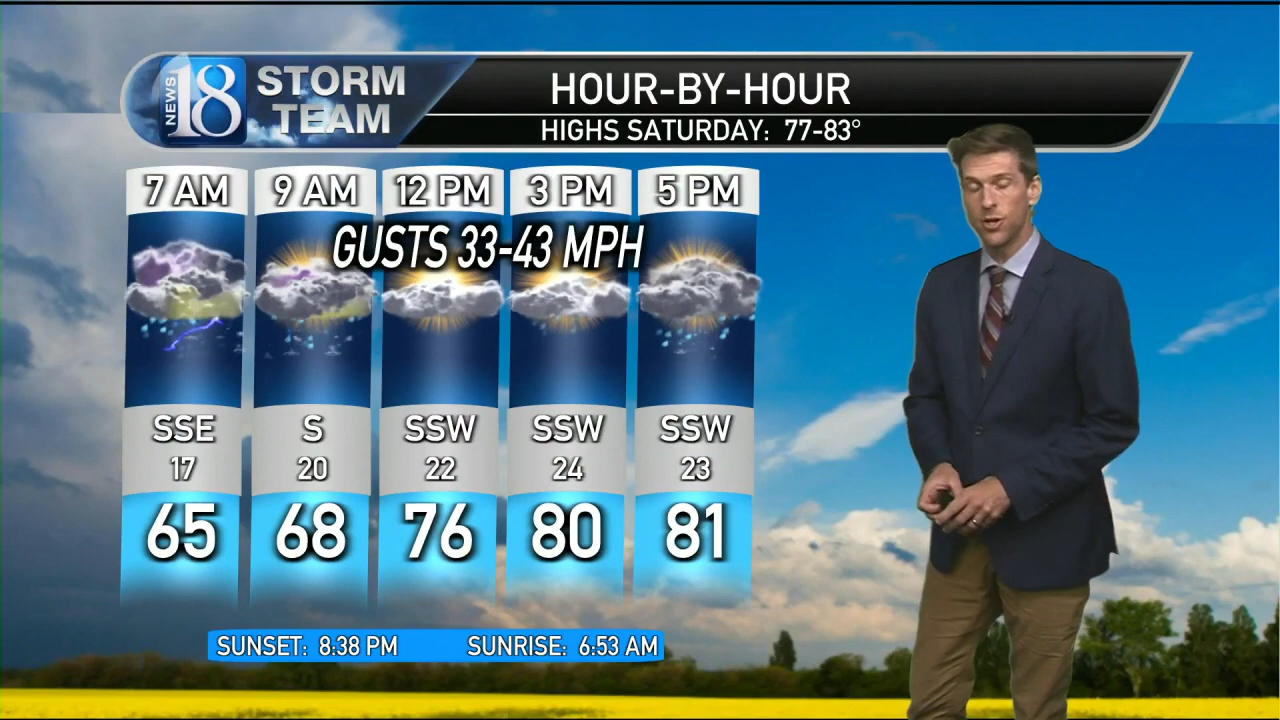 NEWS 18
STORM TEAM
HOUR-BY-HOUR
HIGHS SATURDAY: 77-83°
7 AM 9 AM 12 PM 3 PM 5 PM
GUSTS 33-43 MPH
SSE S SSW SSW SSW
17 20 22 24 23
65 68 76 80 81
SUNSET: 8:38 PM SUNRISE: 6:53 AM